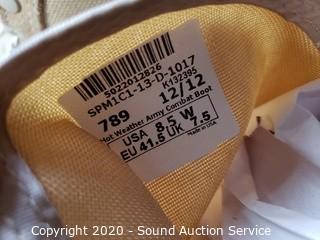 5022012826
SPM1C1-13-D-1017
K132395
789 12/12
Hot Weather Army Combat Boot
USA 8.5 W
EU 41.5 UK 7.5
Made in USA
Copyright 2020 - Sound Auction Service